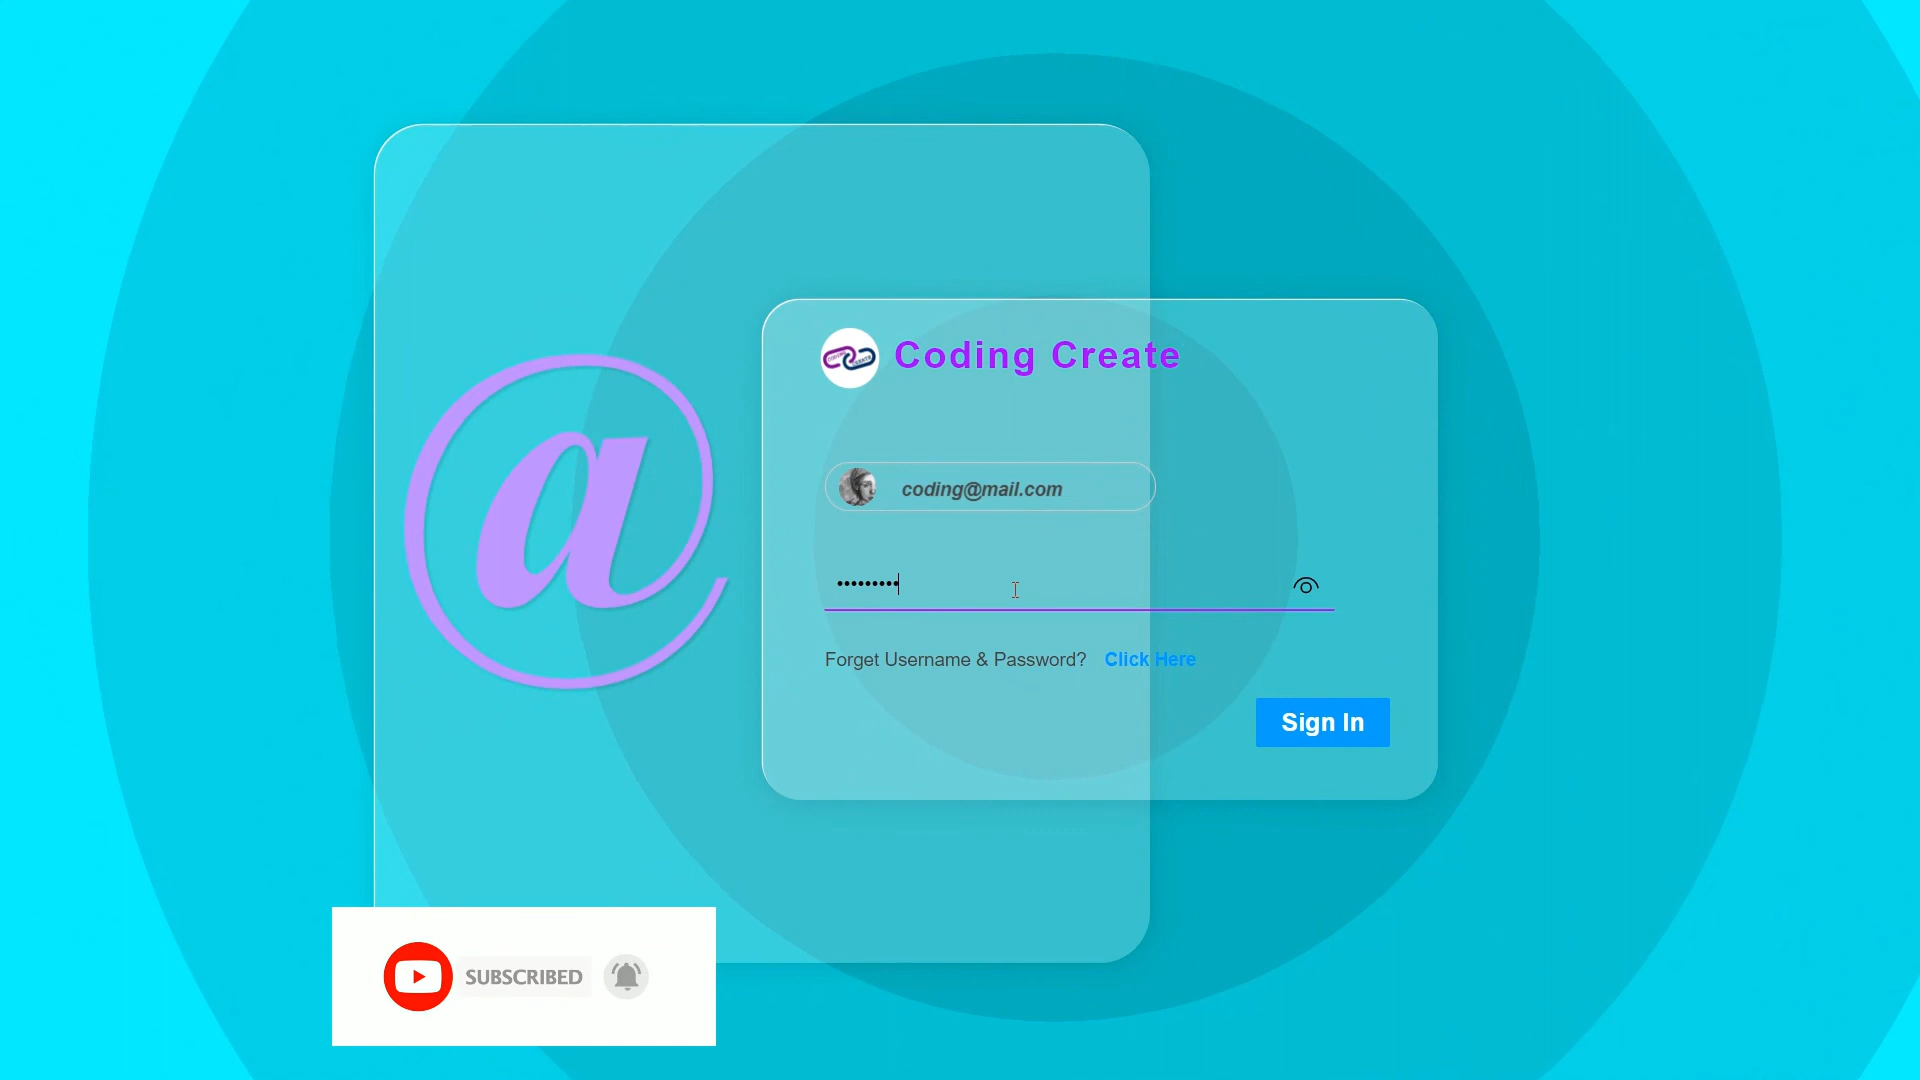 Coding Create
coding@mail.com
•••••••••
Forget Username & Password? Click Here
Sign In
SUBSCRIBED